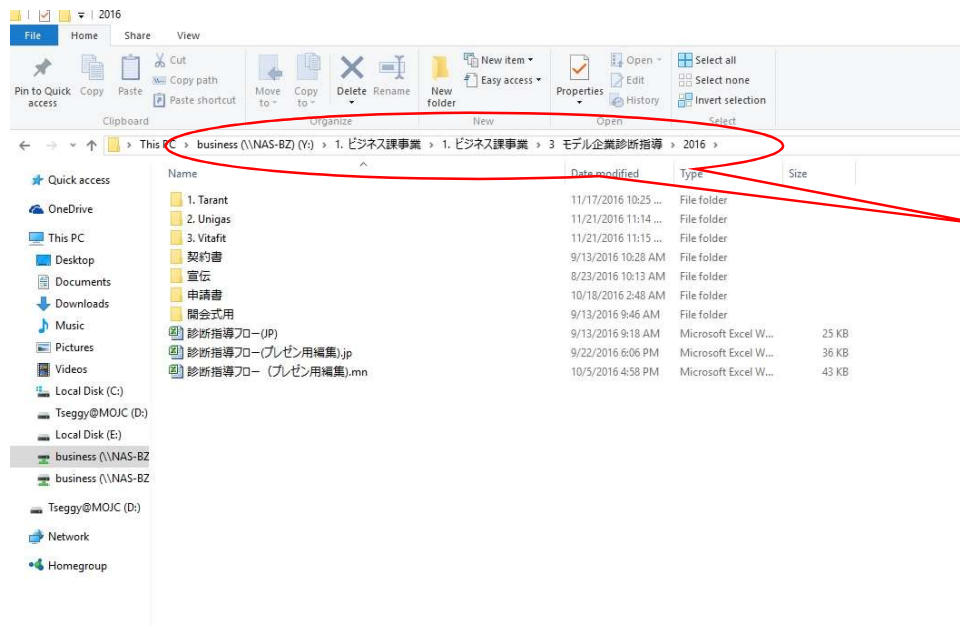 2016
File Home Share View
Pin to Quick access
Copy
Paste
Cut
Copy path
Paste shortcut
Clipboard
Move to
Copy to
Delete
Rename
Organize
New folder
New item
Easy access
New
Properties
Open
Edit
History
Open
Select all
Select none
Invert selection
Select
This PC › business (\\NAS-BZ) (Y:) › 1. ビジネス課事業 › 1. ビジネス課事業 › 3 モデル企業診断指導 › 2016 ›
Name Date modified Type Size
1. Tarant 11/17/2016 10:25 ... File folder
2. Unigas 11/21/2016 11:14 ... File folder
3. Vitafit 11/21/2016 11:15 ... File folder
契約書 9/13/2016 10:28 AM File folder
宣伝 8/23/2016 10:13 AM File folder
申請書 10/18/2016 2:48 AM File folder
開会式用 9/13/2016 9:46 AM File folder
診断指導フロー(JP) 9/13/2016 9:18 AM Microsoft Excel W... 25 KB
診断指導フロー(プレゼン用編集).jp 9/22/2016 6:06 PM Microsoft Excel W... 36 KB
診断指導フロー（プレゼン用編集).mn 10/5/2016 4:58 PM Microsoft Excel W... 43 KB
Quick access
OneDrive
This PC
Desktop
Documents
Downloads
Music
Pictures
Videos
Local Disk (C:)
Tseggy@MOJC (D:)
Local Disk (E:)
business (\\NAS-BZ
business (\\NAS-BZ
Tseggy@MOJC (D:)
Network
Homegroup